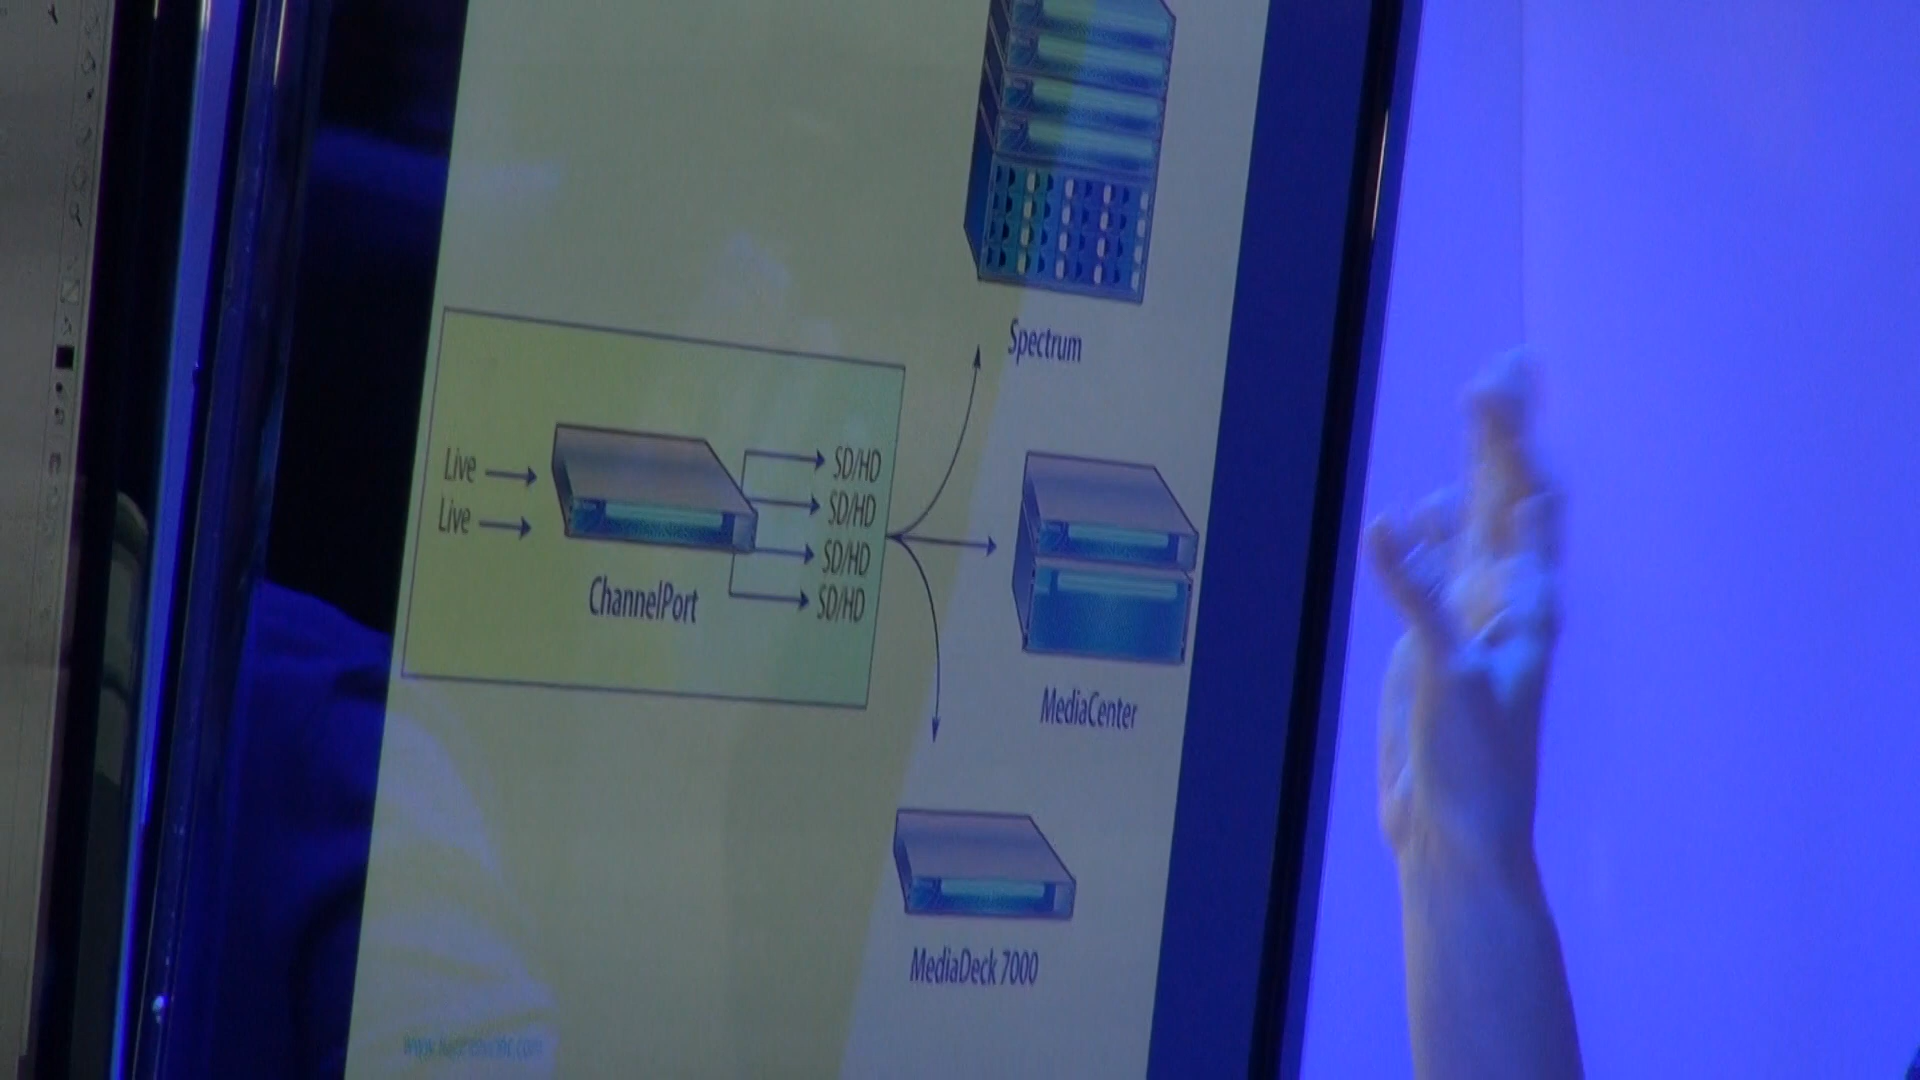 Spectrum
Live
Live
SD/HD
SD/HD
SD/HD
SD/HD
ChannelPort
MediaCenter
MediaDeck 7000